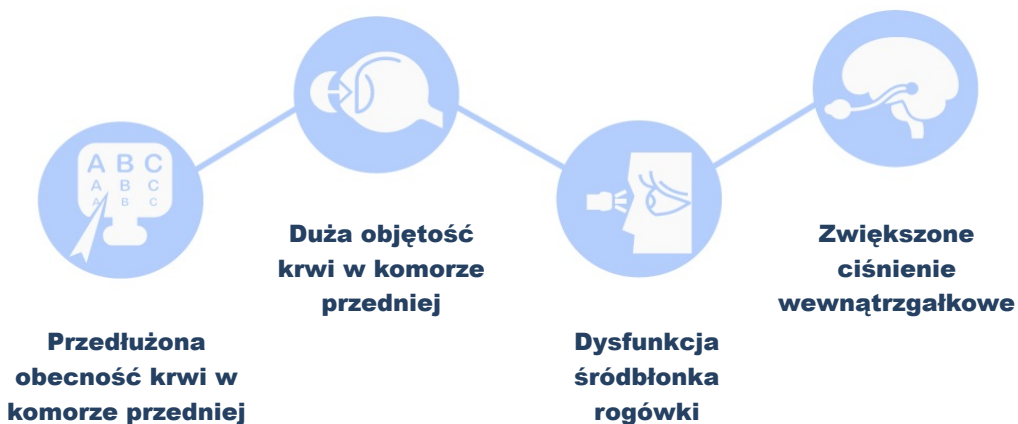 A B C
A B C
A B C
Przedłużona
obecność krwi w
komorze przedniej
Duża objętość
krwi w komorze
przedniej
Dysfunkcja
śródbłonka
rogówki
Zwiększone
ciśnienie
wewnątrzgałkowe